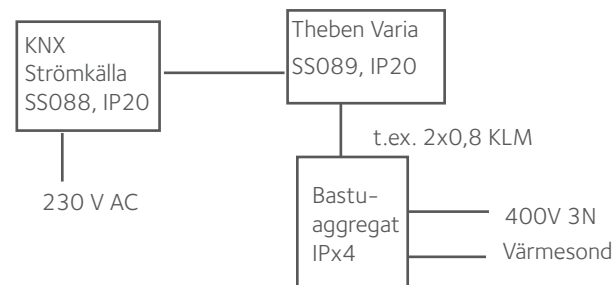 KNX
Strömkälla
SS088, IP20
Theben Varia
SS089, IP20
t.ex. 2x0,8 KLM
230 V AC
Bastu-
aggregat
IPx4
400V 3N
Värmesond